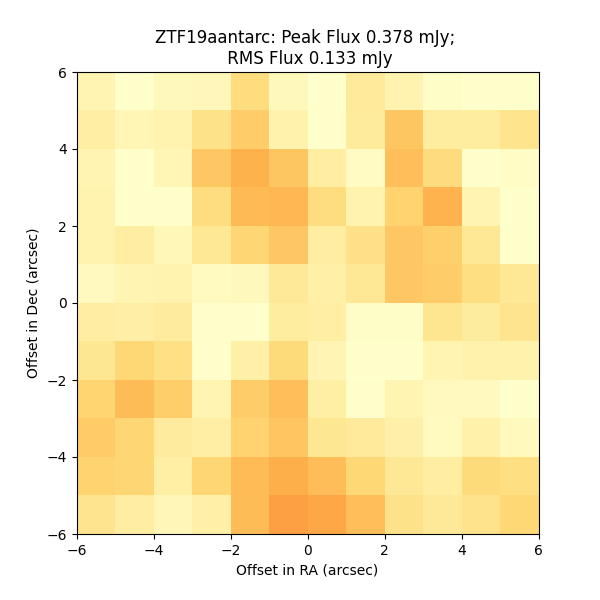 ZTF19aantarc: Peak Flux 0.378 mJy;
RMS Flux 0.133 mJy
6
4
2
0
−2
−4
−6
Offset in Dec (arcsec)
−6 −4 −2 0 2 4 6
Offset in RA (arcsec)